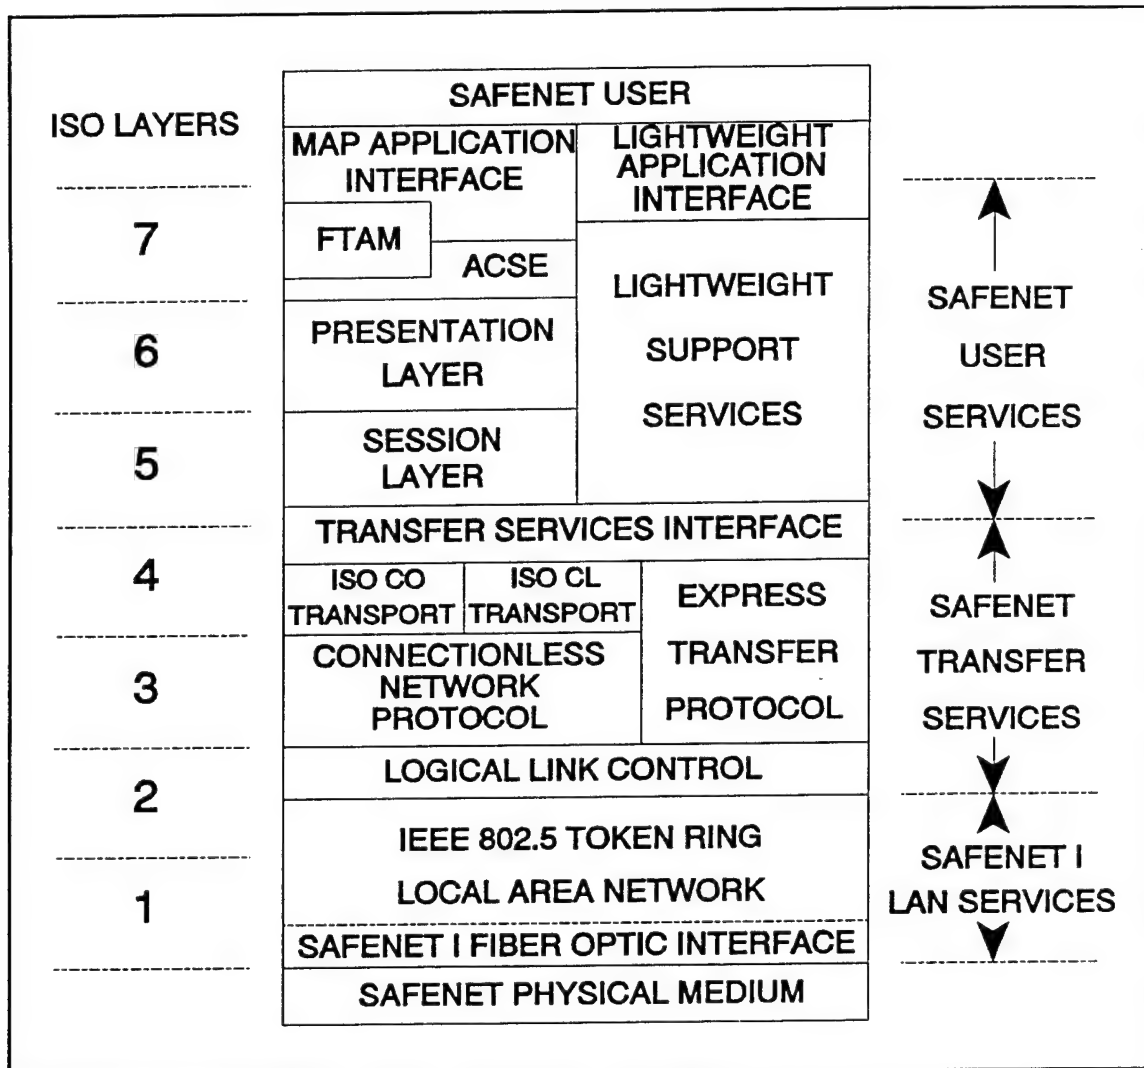 ISO LAYERS
7
6
5
4
3
2
1
SAFENET USER
MAP APPLICATION
INTERFACE
LIGHTWEIGHT
APPLICATION
INTERFACE
FTAM
ACSE
PRESENTATION
LAYER
SESSION
LAYER
LIGHTWEIGHT
SUPPORT
SERVICES
TRANSFER SERVICES INTERFACE
ISO CO
TRANSPORT
ISO CL
TRANSPORT
EXPRESS
TRANSFER
PROTOCOL
CONNECTIONLESS
NETWORK
PROTOCOL
LOGICAL LINK CONTROL
IEEE 802.5 TOKEN RING
LOCAL AREA NETWORK
SAFENET I FIBER OPTIC INTERFACE
SAFENET PHYSICAL MEDIUM
SAFENET
USER
SERVICES
SAFENET
TRANSFER
SERVICES
SAFENET I
LAN SERVICES